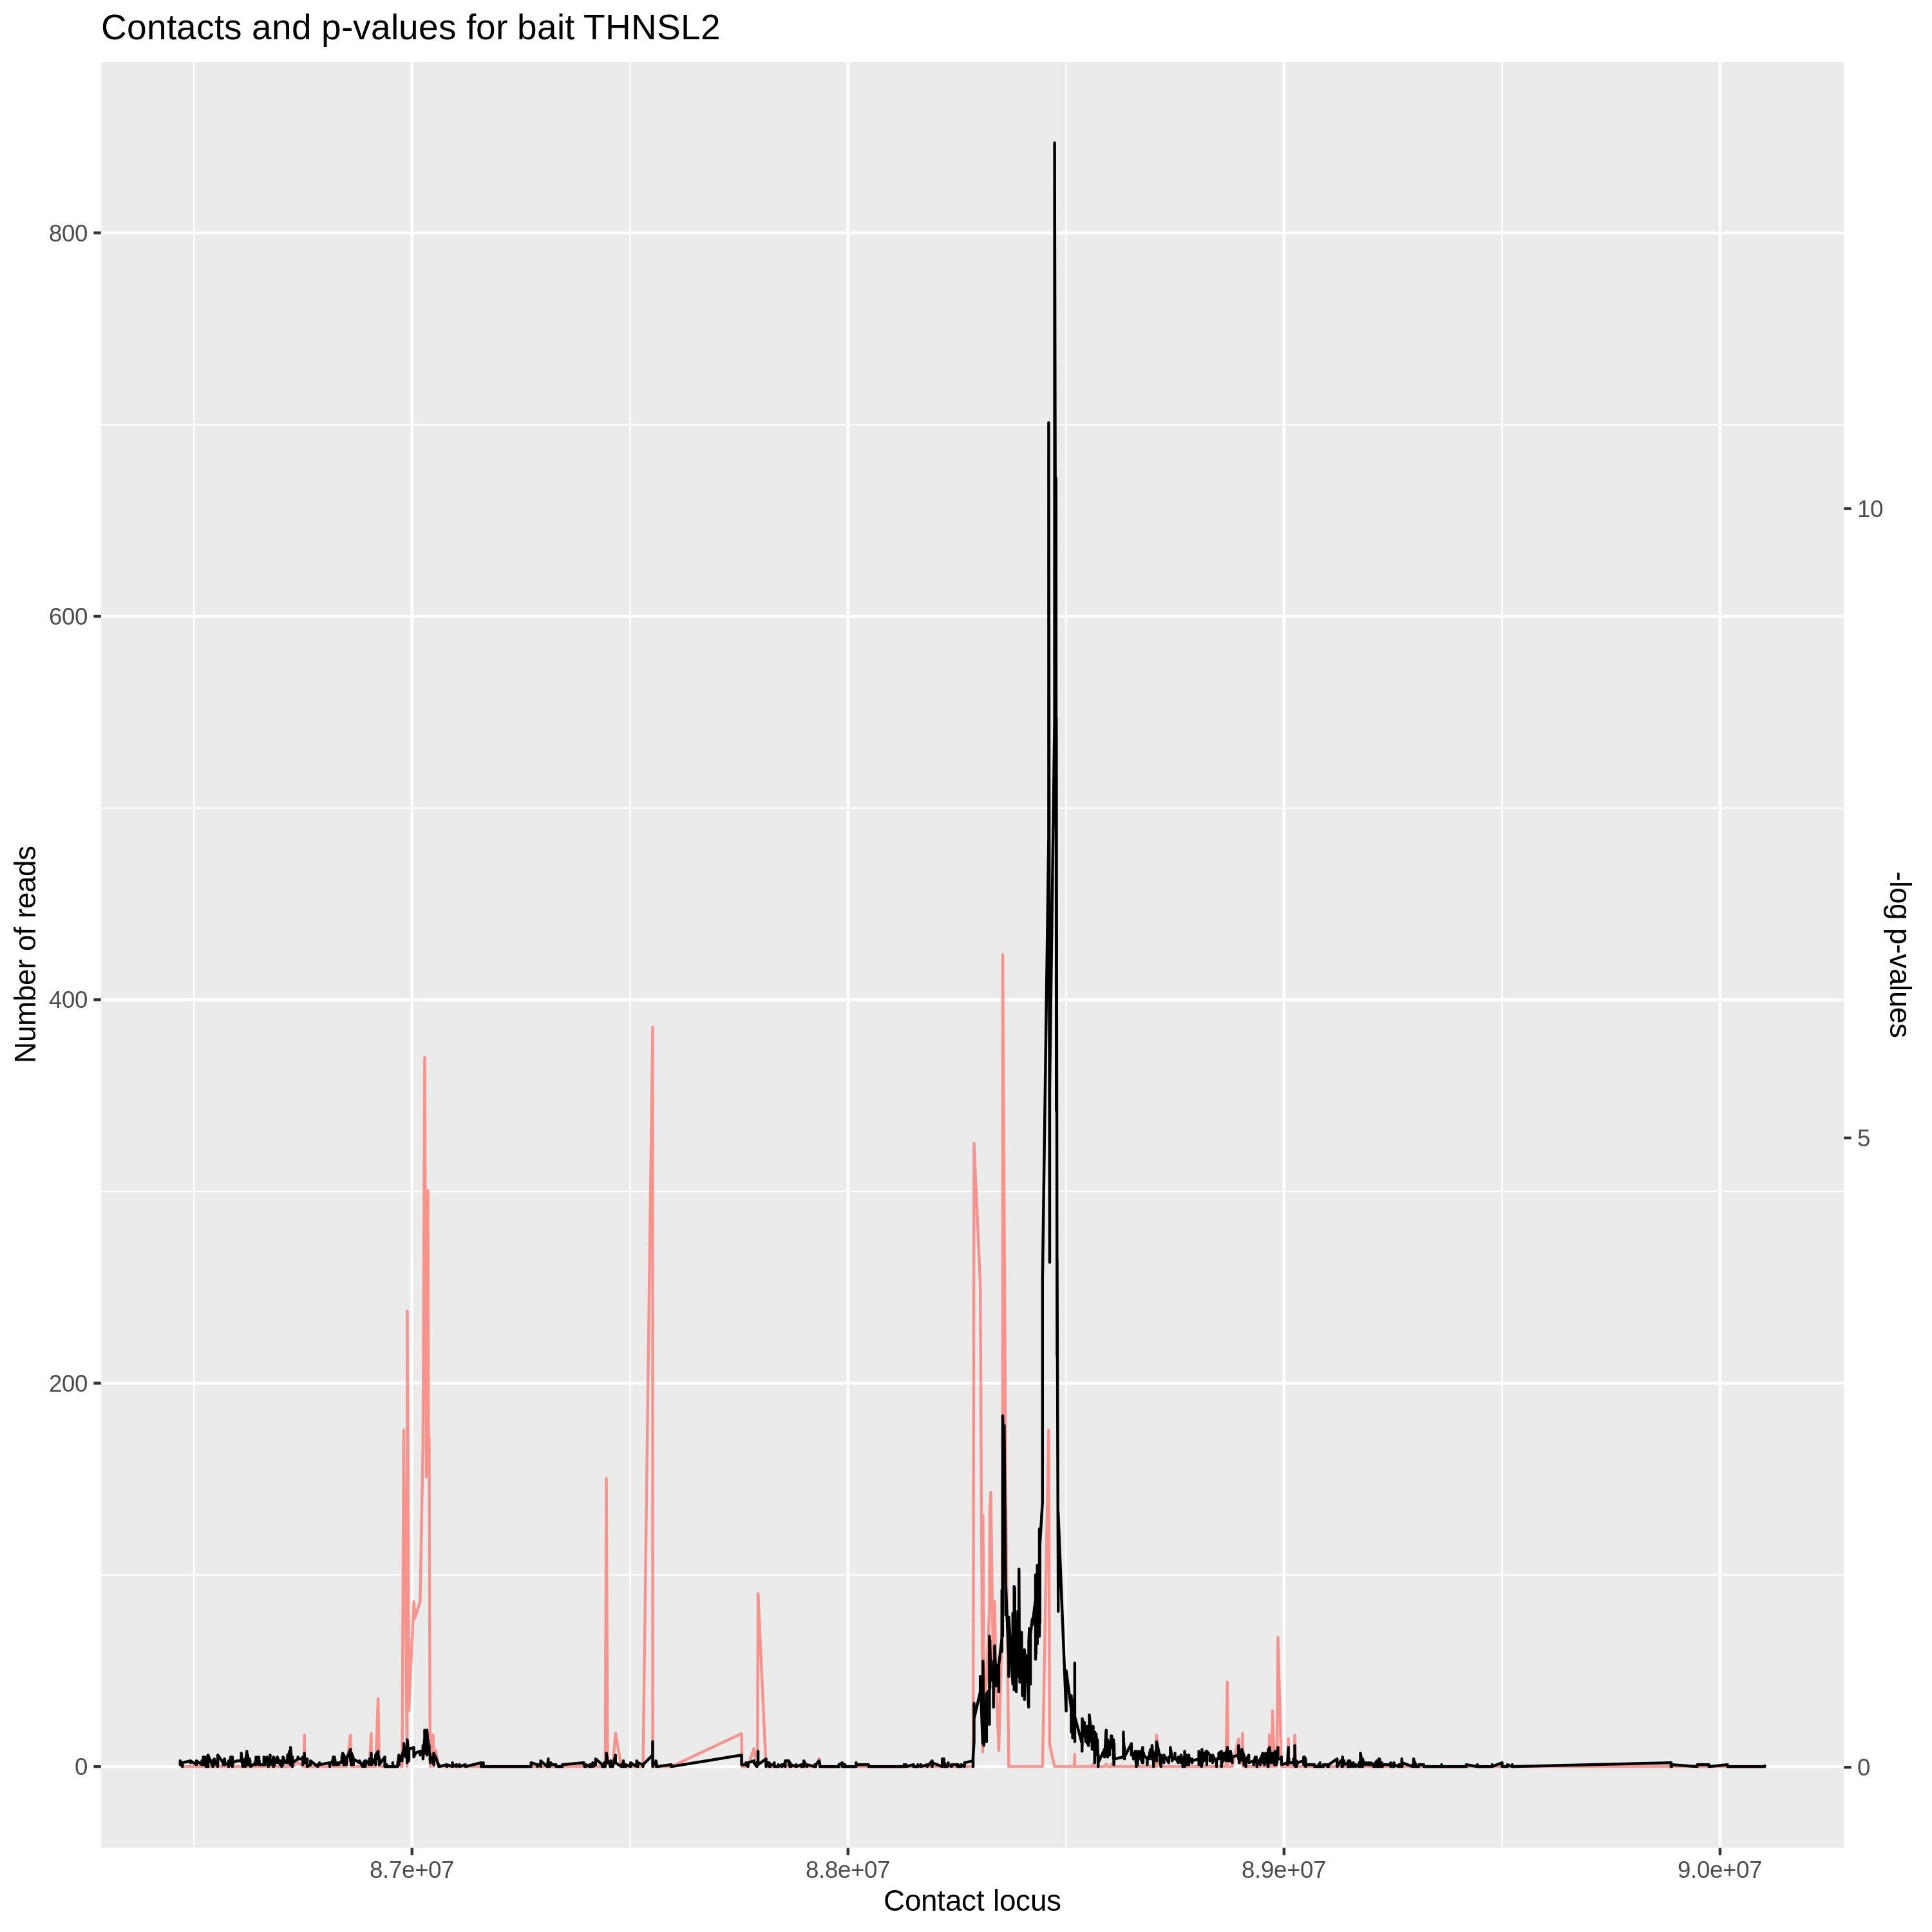 Contacts and p-values for bait THNSL2
800
600
400
200
0
Number of reads
10
5
0
-log p-values
8.7e+07
8.8e+07
8.9e+07
9.0e+07
Contact locus